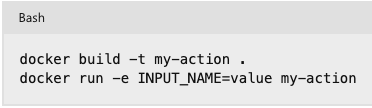 Bash
docker build -t my-action .
docker run -e INPUT_NAME=value my-action